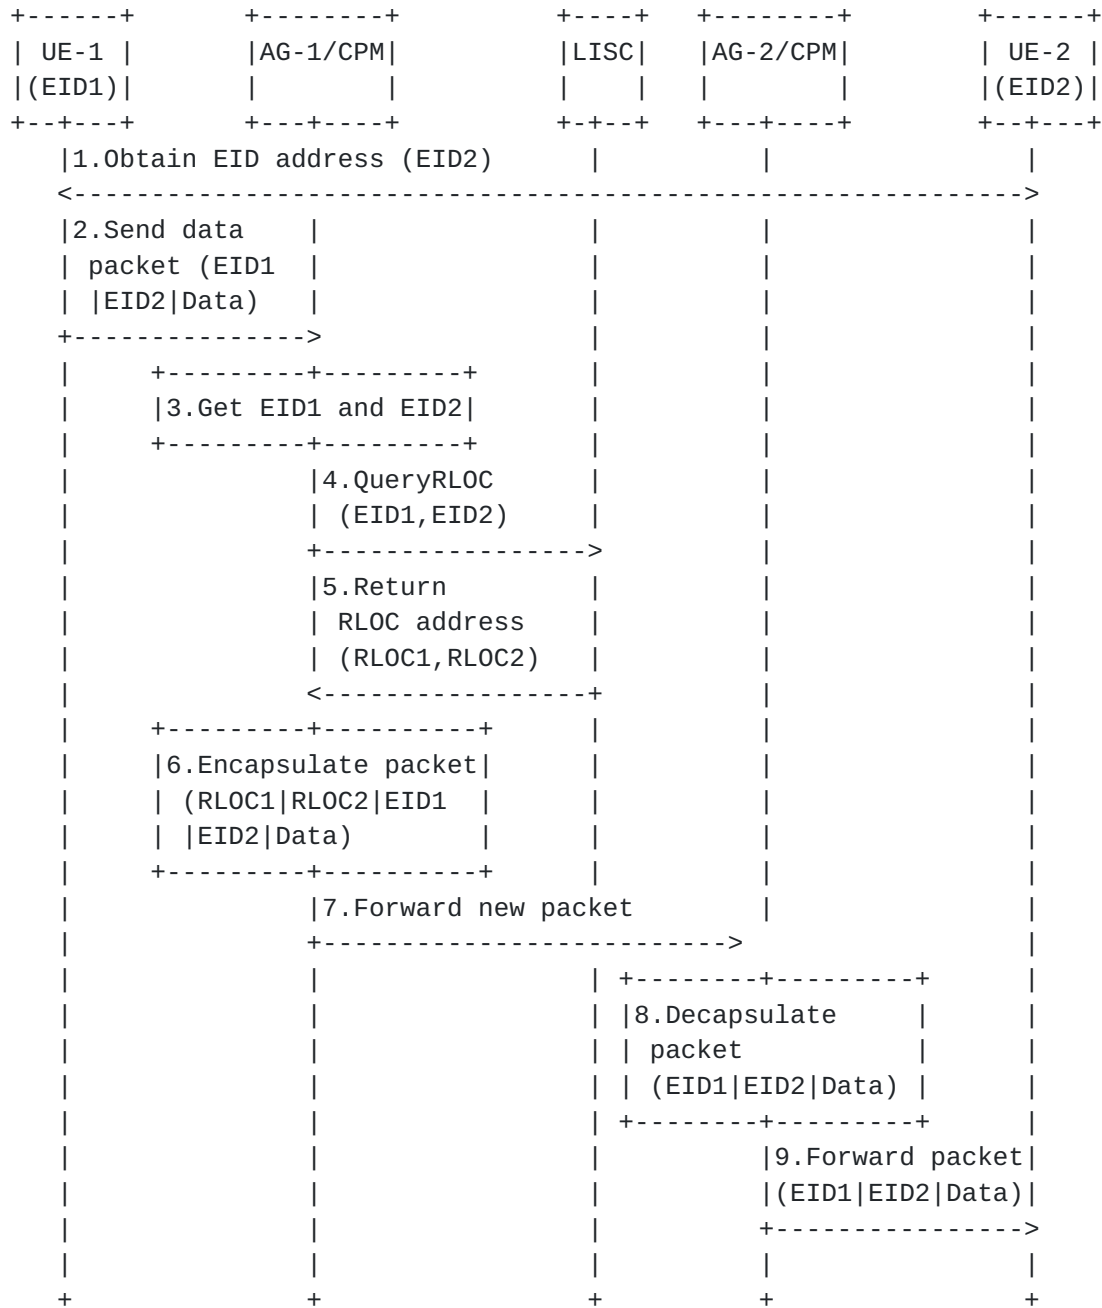 +------+       +--------+          +----+   +--------+        +------+
| UE-1 |       |AG-1/CPM|          |LISC|   |AG-2/CPM|        | UE-2 |
|(EID1)|       |        |          |    |   |        |        |(EID2)|
+--+---+       +---+----+          +-+--+   +---+----+        +--+---+
   |1.Obtain EID address (EID2)      |          |                |
   <------------------------------------------------------------->
   |2.Send data    |                 |          |                |
   | packet (EID1  |                 |          |                |
   | |EID2|Data)   |                 |          |                |
   +--------------->                 |          |                |
   |     +---------+---------+       |          |                |
   |     |3.Get EID1 and EID2|       |          |                |
   |     +---------+---------+       |          |                |
   |               |4.QueryRLOC      |          |                |
   |               | (EID1,EID2)     |          |                |
   |               +----------------->          |                |
   |               |5.Return         |          |                |
   |               | RLOC address    |          |                |
   |               | (RLOC1,RLOC2)   |          |                |
   |               <-----------------+          |                |
   |     +---------+----------+      |          |                |
   |     |6.Encapsulate packet|      |          |                |
   |     | (RLOC1|RLOC2|EID1  |      |          |                |
   |     | |EID2|Data)        |      |          |                |
   |     +---------+----------+      |          |                |
   |               |7.Forward new packet        |                |
   |               +-------------------------->                  |
   |               |                 | +--------+---------+      |
   |               |                 | |8.Decapsulate     |      |
   |               |                 | | packet           |      |
   |               |                 | | (EID1|EID2|Data) |      |
   |               |                 | +--------+---------+      |
   |               |                 |          |9.Forward packet|
   |               |                 |          |(EID1|EID2|Data)|
   |               |                 |          +---------------->
   |               |                 |          |                |
   +               +                 +          +                +